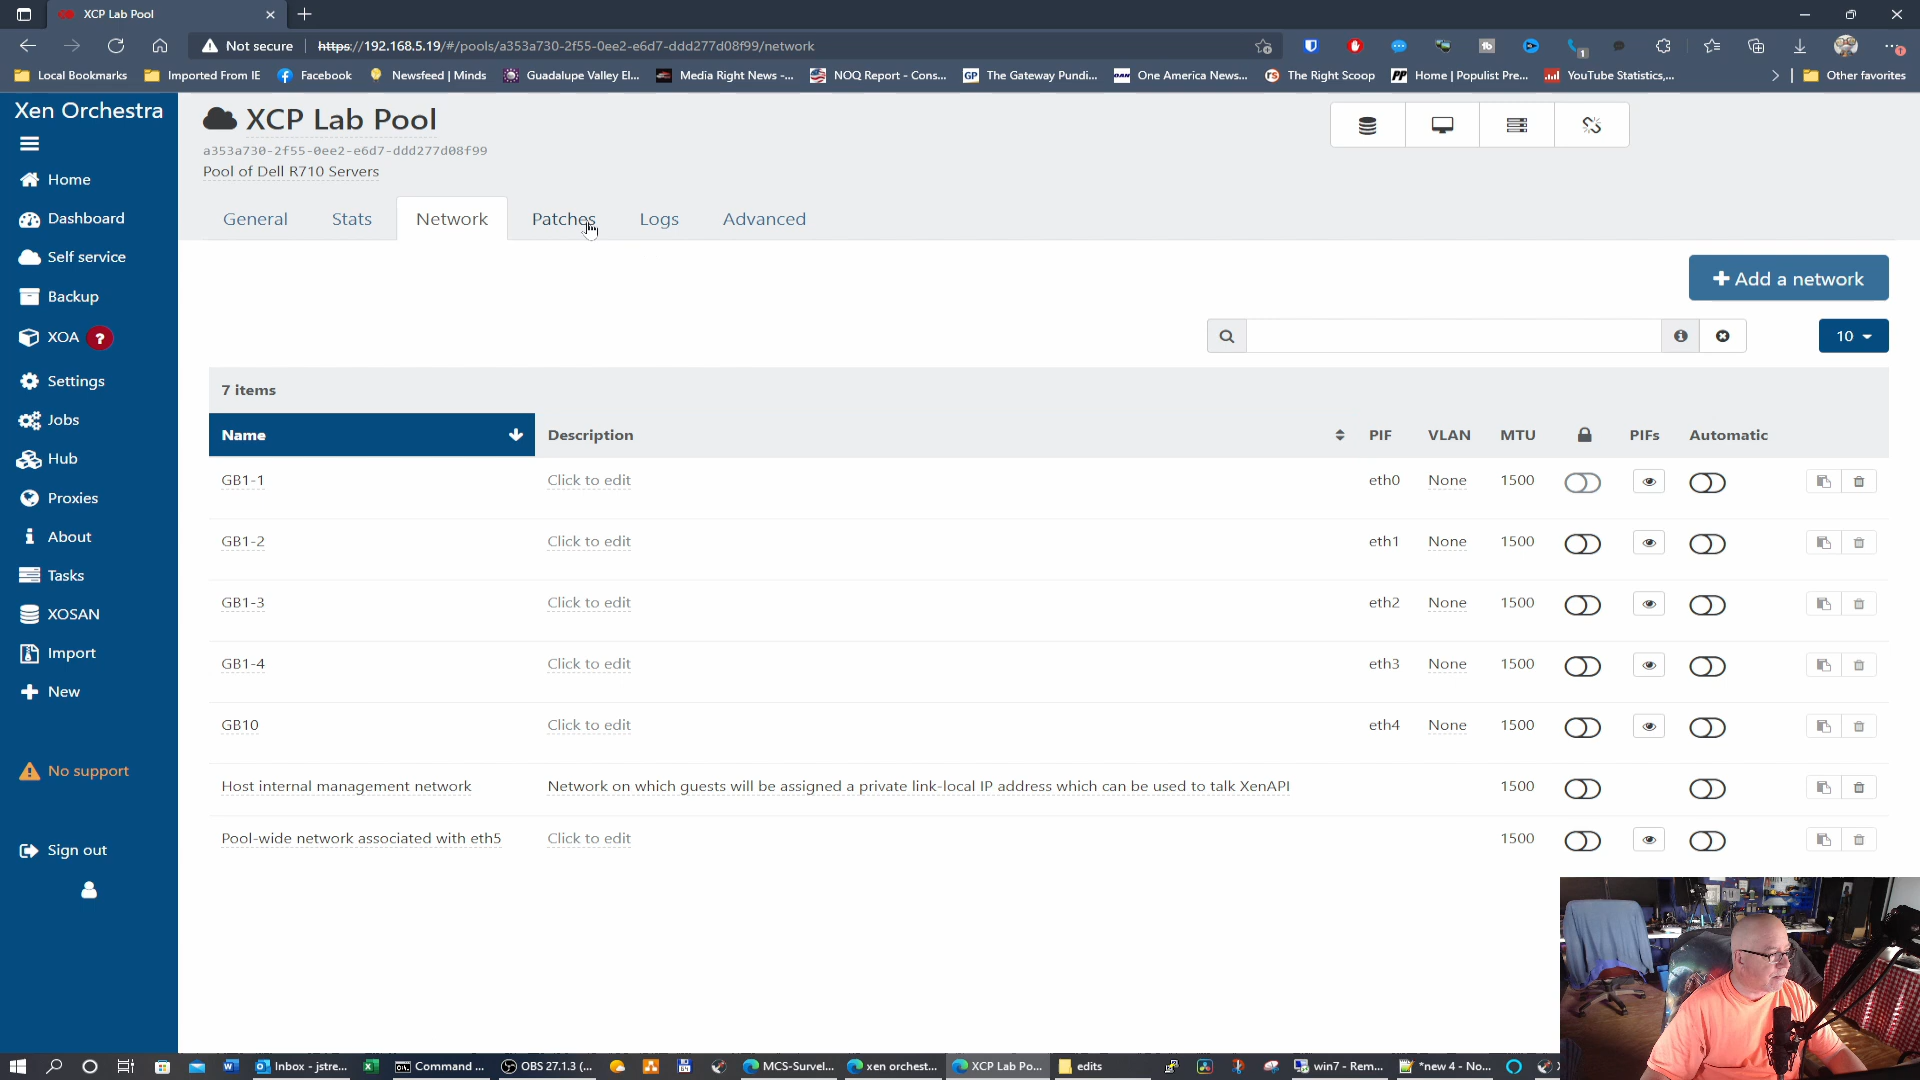 XCP Lab Pool
Not secure
https://192.168.5.19/#/pools/a353a730-2f55-0ee2-e6d7-ddd277d08f99/network
Local Bookmarks
Imported From IE
Facebook
Newsfeed | Minds
Guadalupe Valley El...
Media Right News -...
NOQ Report - Cons...
The Gateway Pundi...
One America News...
The Right Scoop
Home | Populist Pre...
YouTube Statistics,...
Other favorites
Xen Orchestra
XCP Lab Pool
a353a730-2f55-0ee2-e6d7-ddd277d08f99
Pool of Dell R710 Servers
Home
Dashboard
Self service
Backup
XOA ?
Settings
Jobs
Hub
Proxies
About
Tasks
XOSAN
Import
New
No support
Sign out
General Stats Network Patches Logs Advanced
Add a network
10
7 items
Name Description PIF VLAN MTU PIFs Automatic
GB1-1 Click to edit eth0 None 1500
GB1-2 Click to edit eth1 None 1500
GB1-3 Click to edit eth2 None 1500
GB1-4 Click to edit eth3 None 1500
GB10 Click to edit eth4 None 1500
Host internal management network Network on which guests will be assigned a private link-local IP address which can be used to talk XenAPI 1500
Pool-wide network associated with eth5 Click to edit 1500
Inbox - jstre...
Command ...
OBS 27.1.3 (...
MCS-Survel...
xen orchest...
XCP Lab Po...
edits
win7 - Rem...
*new 4 - No...